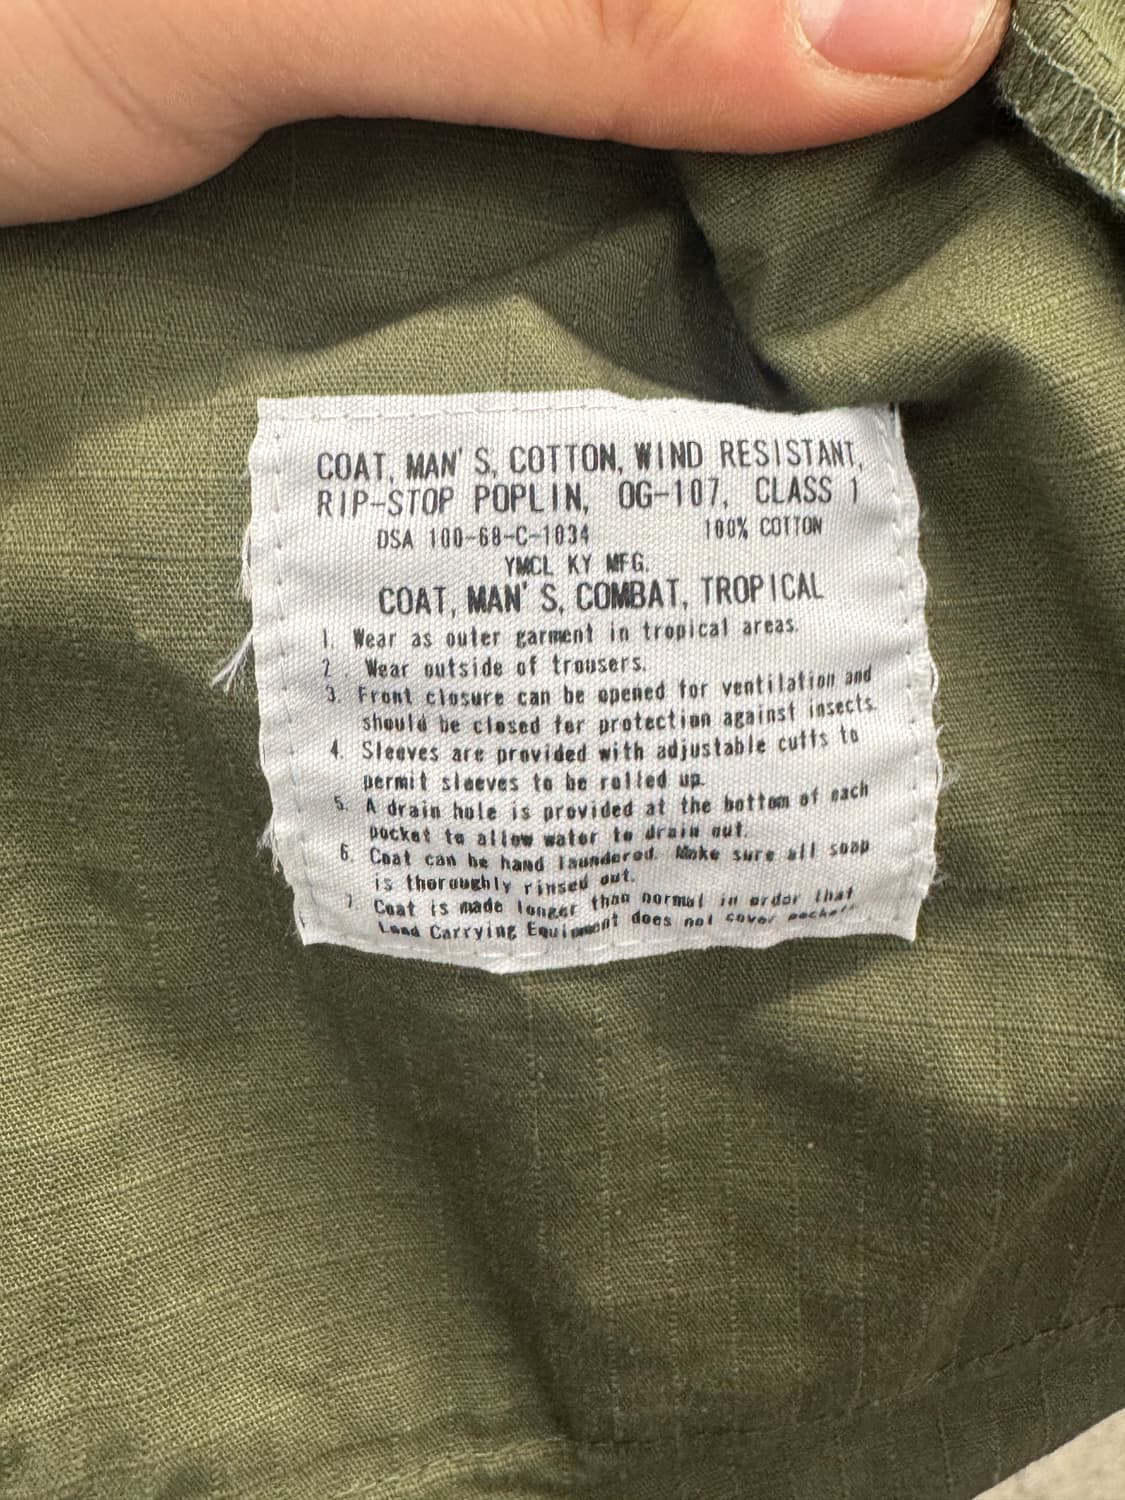 COAT, MAN'S, COTTON, WIND RESISTANT,
RIP-STOP POPLIN, OG-107, CLASS 1
DSA 100-68-C-1034 100% COTTON
YMCL KY MFG.
COAT, MAN'S, COMBAT, TROPICAL
1. Wear as outer garment in tropical areas.
2. Wear outside of trousers.
3. Front closure can be opened for ventilation and
should be closed for protection against insects.
4. Sleeves are provided with adjustable cuffs to
permit sleeves to be rolled up.
5. A drain hole is provided at the bottom of each
pocket to allow water to drain out.
6. Coat can be hand laundered. Make sure all soap
is thoroughly rinsed out.
7. Coat is made longer than normal in order that
Load Carrying Equipment does not cover pockets.